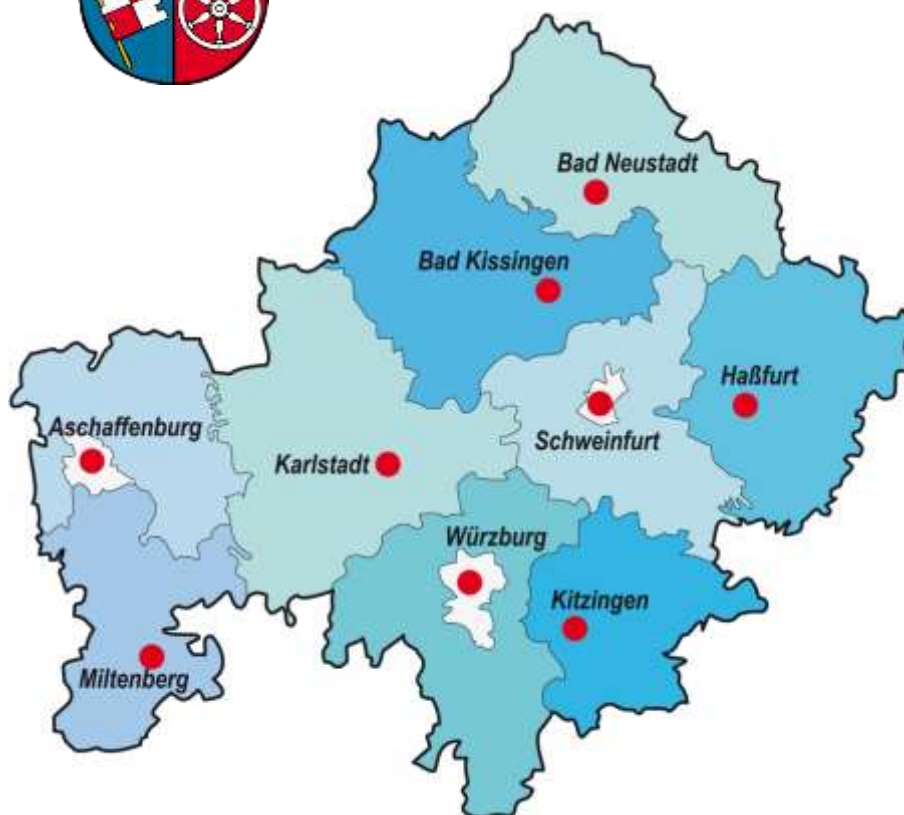 Bad Neustadt
Bad Kissingen
Haßfurt
Aschaffenburg
Schweinfurt
Karlstadt
Würzburg
Kitzingen
Miltenberg